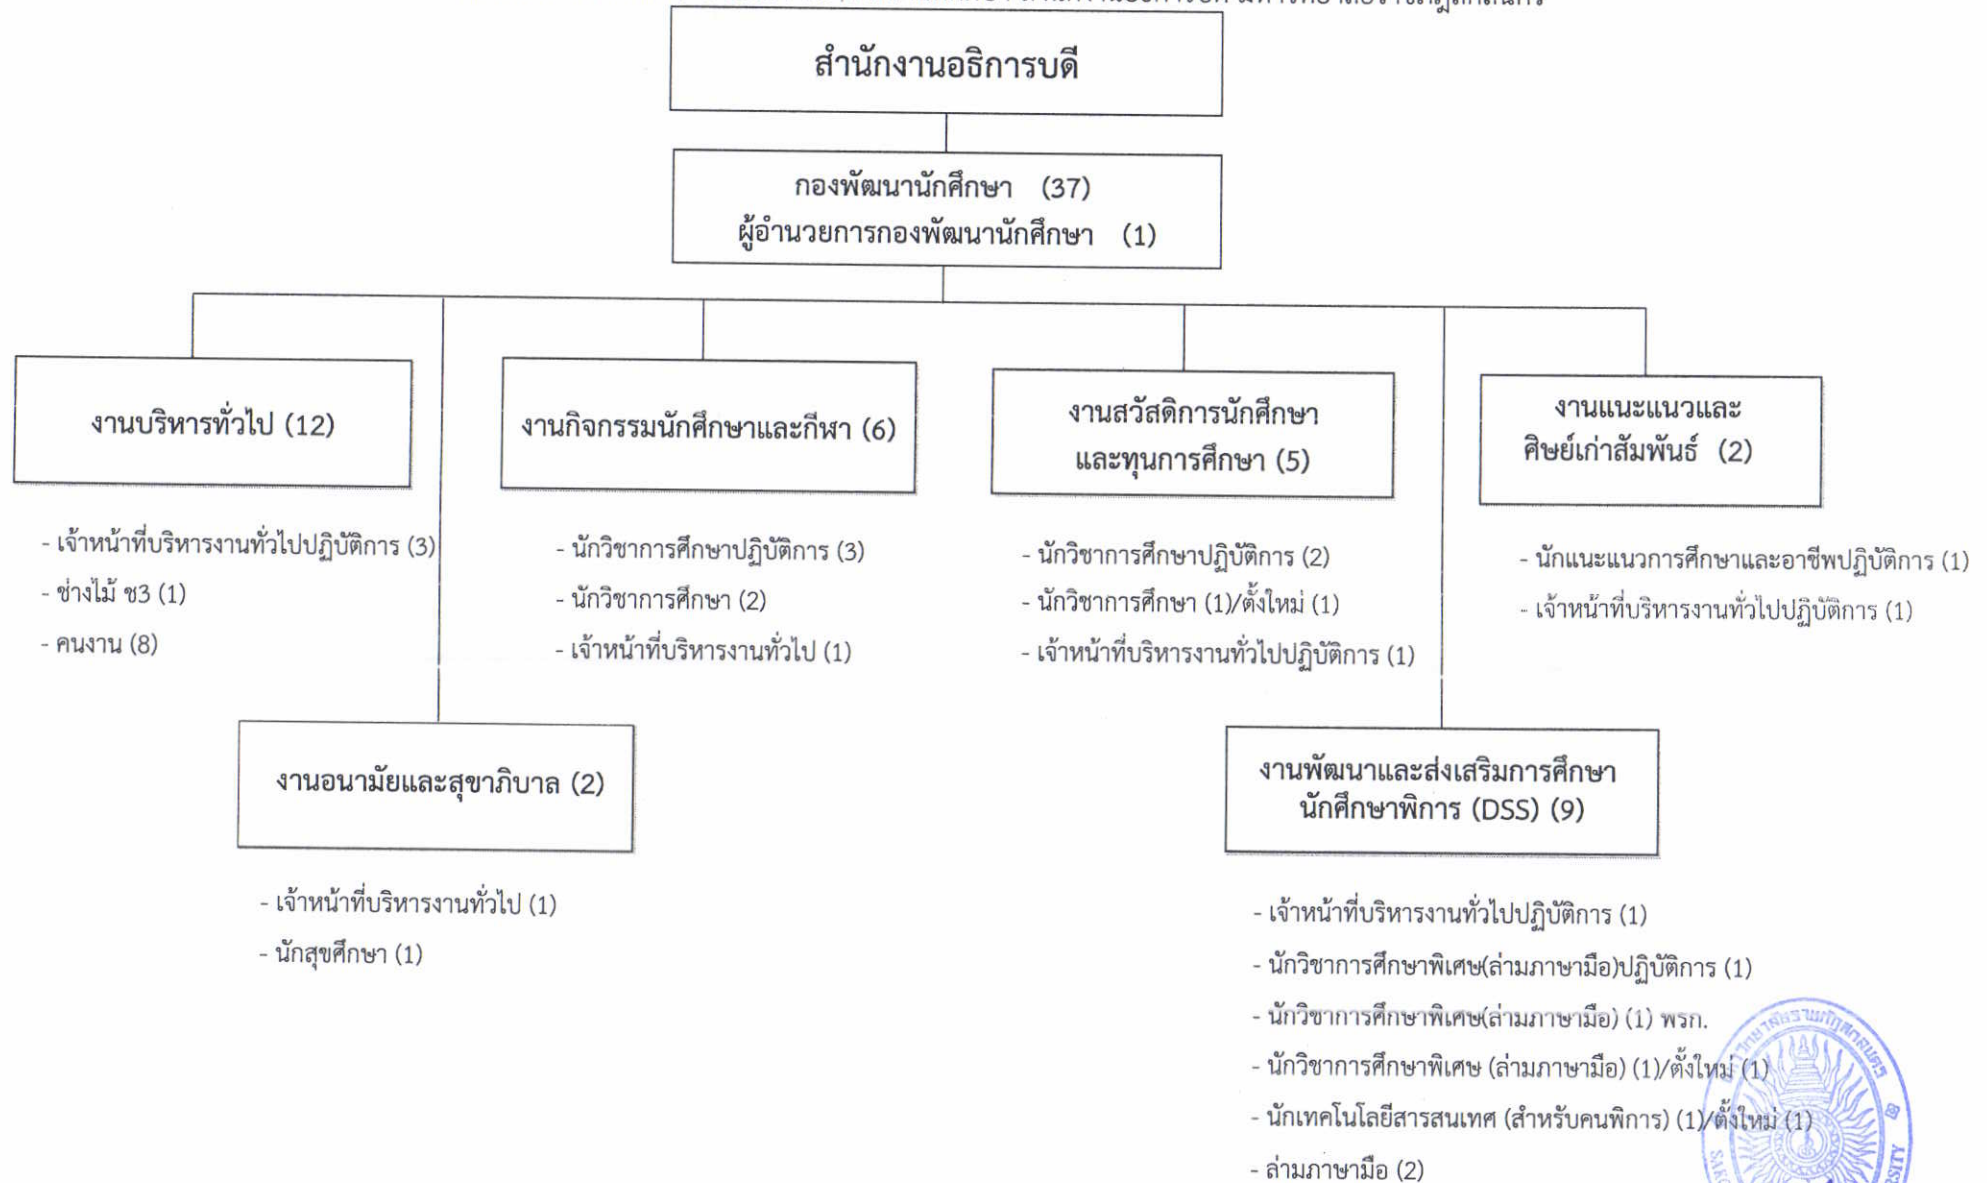 สำนักงานอธิการบดี
กองพัฒนานักศึกษา (37)
ผู้อำนวยการกองพัฒนานักศึกษา (1)
งานบริหารทั่วไป (12)
- เจ้าหน้าที่บริหารงานทั่วไปปฏิบัติการ (3)
- ช่างไม้ ช3 (1)
- คนงาน (8)
งานกิจกรรมนักศึกษาและกีฬา (6)
- นักวิชาการศึกษาปฏิบัติการ (3)
- นักวิชาการศึกษา (2)
- เจ้าหน้าที่บริหารงานทั่วไป (1)
งานสวัสดิการนักศึกษา
และทุนการศึกษา (5)
- นักวิชาการศึกษาปฏิบัติการ (2)
- นักวิชาการศึกษา (1)/ตั้งใหม่ (1)
- เจ้าหน้าที่บริหารงานทั่วไปปฏิบัติการ (1)
งานแนะแนวและ
ศิษย์เก่าสัมพันธ์ (2)
- นักแนะแนวการศึกษาและอาชีพปฏิบัติการ (1)
- เจ้าหน้าที่บริหารงานทั่วไปปฏิบัติการ (1)
งานอนามัยและสุขาภิบาล (2)
- เจ้าหน้าที่บริหารงานทั่วไป (1)
- นักสุขศึกษา (1)
งานพัฒนาและส่งเสริมการศึกษา
นักศึกษาพิการ (DSS) (9)
- เจ้าหน้าที่บริหารงานทั่วไปปฏิบัติการ (1)
- นักวิชาการศึกษาพิเศษ(ล่ามภาษามือ)ปฏิบัติการ (1)
- นักวิชาการศึกษาพิเศษ(ล่ามภาษามือ) (1) พรก.
- นักวิชาการศึกษาพิเศษ (ล่ามภาษามือ) (1)/ตั้งใหม่ (1)
- นักเทคโนโลยีสารสนเทศ (สำหรับคนพิการ) (1)/ตั้งใหม่ (1)
- ล่ามภาษามือ (2)